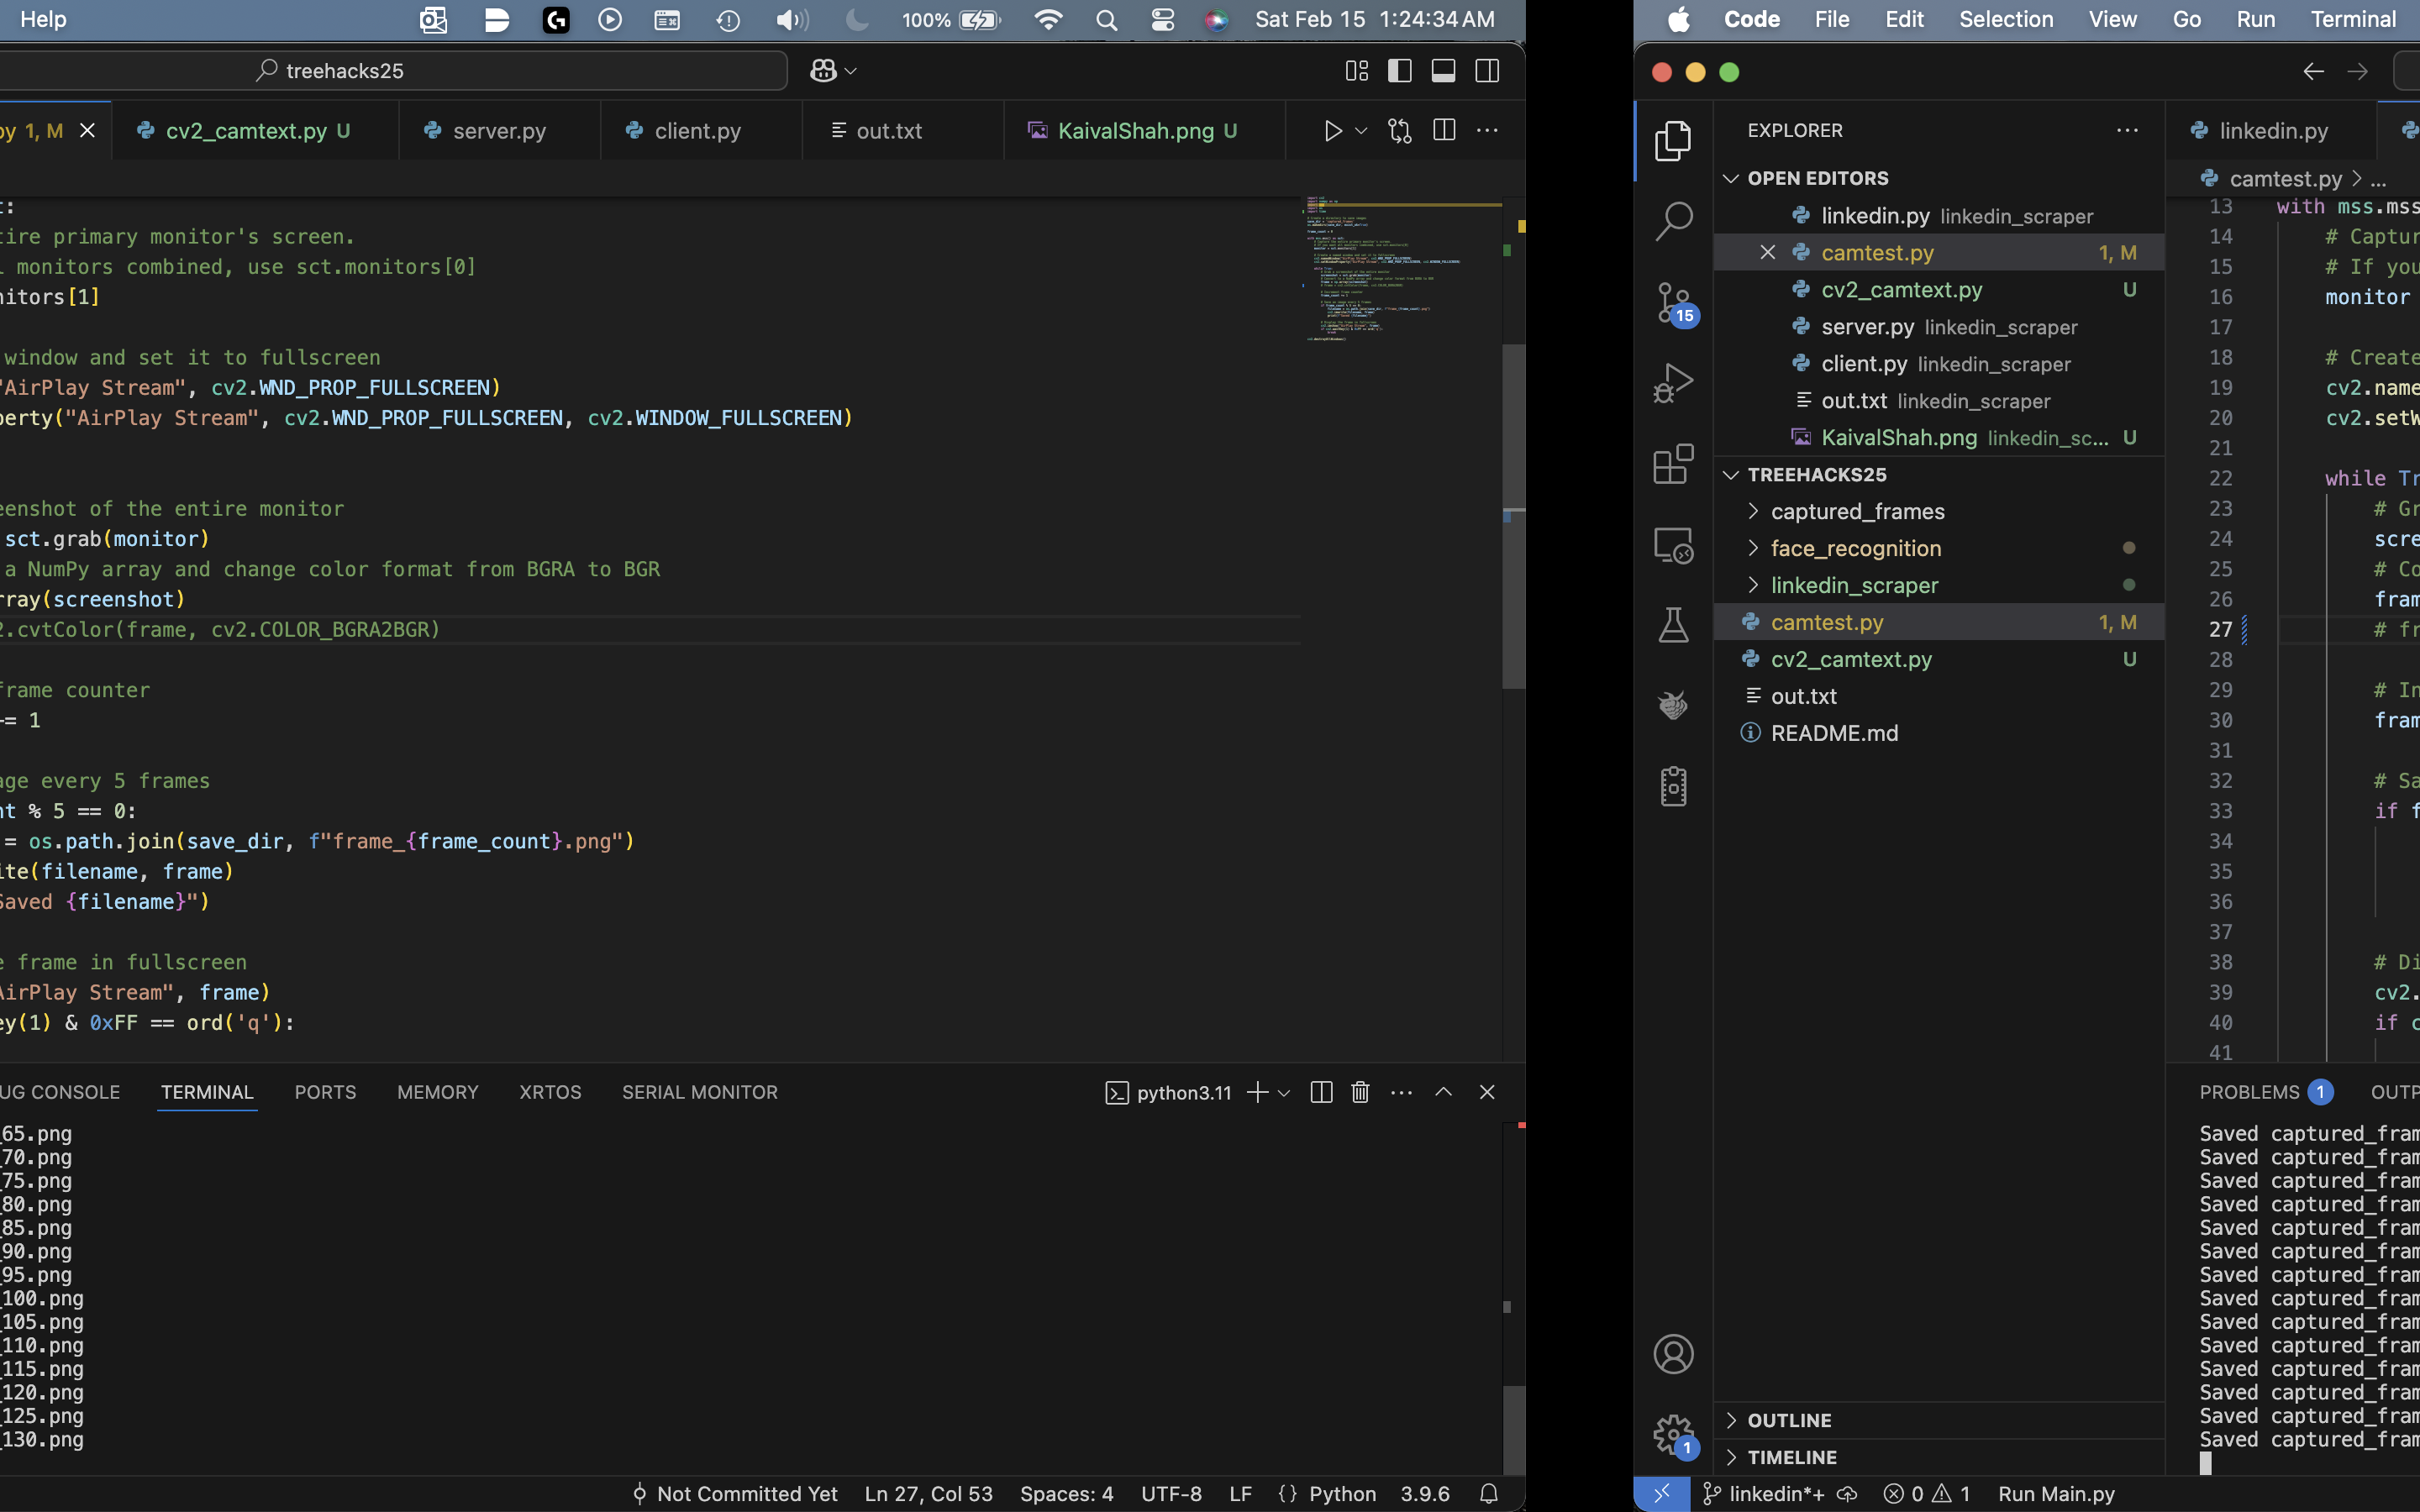 Help
100%
Sat Feb 15 1:24:34 AM
treehacks25
py 1, M
cv2_camtext.py U
server.py
client.py
out.txt
KaivalShah.png U
t:
tire primary monitor's screen.
l monitors combined, use sct.monitors[0]
nitors[1]
window and set it to fullscreen
"AirPlay Stream", cv2.WND_PROP_FULLSCREEN)
perty("AirPlay Stream", cv2.WND_PROP_FULLSCREEN, cv2.WINDOW_FULLSCREEN)
eenshot of the entire monitor
sct.grab(monitor)
a NumPy array and change color format from BGRA to BGR
rray(screenshot)
2.cvtColor(frame, cv2.COLOR_BGRA2BGR)
frame counter
+= 1
age every 5 frames
nt % 5 == 0:
= os.path.join(save_dir, f"frame_{frame_count}.png")
ite(filename, frame)
Saved {filename}")
e frame in fullscreen
AirPlay Stream", frame)
ey(1) & 0xFF == ord('q'):
UG CONSOLE
TERMINAL
PORTS
MEMORY
XRTOS
SERIAL MONITOR
python3.11
_65.png
_70.png
_75.png
_80.png
_85.png
_90.png
_95.png
_100.png
_105.png
_110.png
_115.png
_120.png
_125.png
_130.png
Not Committed Yet
Ln 27, Col 53
Spaces: 4
UTF-8
LF
{} Python
3.9.6
Code File Edit Selection View Go Run Terminal
EXPLORER
OPEN EDITORS
linkedin.py linkedin_scraper
camtest.py 1, M
cv2_camtext.py U
server.py linkedin_scraper
client.py linkedin_scraper
out.txt linkedin_scraper
KaivalShah.png linkedin_sc... U
TREEHACKS25
captured_frames
face_recognition
linkedin_scraper
camtest.py 1, M
cv2_camtext.py U
out.txt
README.md
15
OUTLINE
TIMELINE
1
linkedin*+
0
1
Run Main.py
linkedin.py
camtest.py > ...
13 with mss.mss
14 # Captur
15 # If you
16 monitor
17
18 # Create
19 cv2.name
20 cv2.setW
21
22 while Tr
23 # Gr
24 scre
25 # Co
26 fram
27 # fr
28
29 # In
30 fram
31
32 # Sa
33 if f
34
35
36
37
38 # Di
39 cv2.
40 if c
41
PROBLEMS 1
OUTP
Saved captured_fram
Saved captured_fram
Saved captured_fram
Saved captured_fram
Saved captured_fram
Saved captured_fram
Saved captured_fram
Saved captured_fram
Saved captured_fram
Saved captured_fram
Saved captured_fram
Saved captured_fram
Saved captured_fram
Saved captured_fram